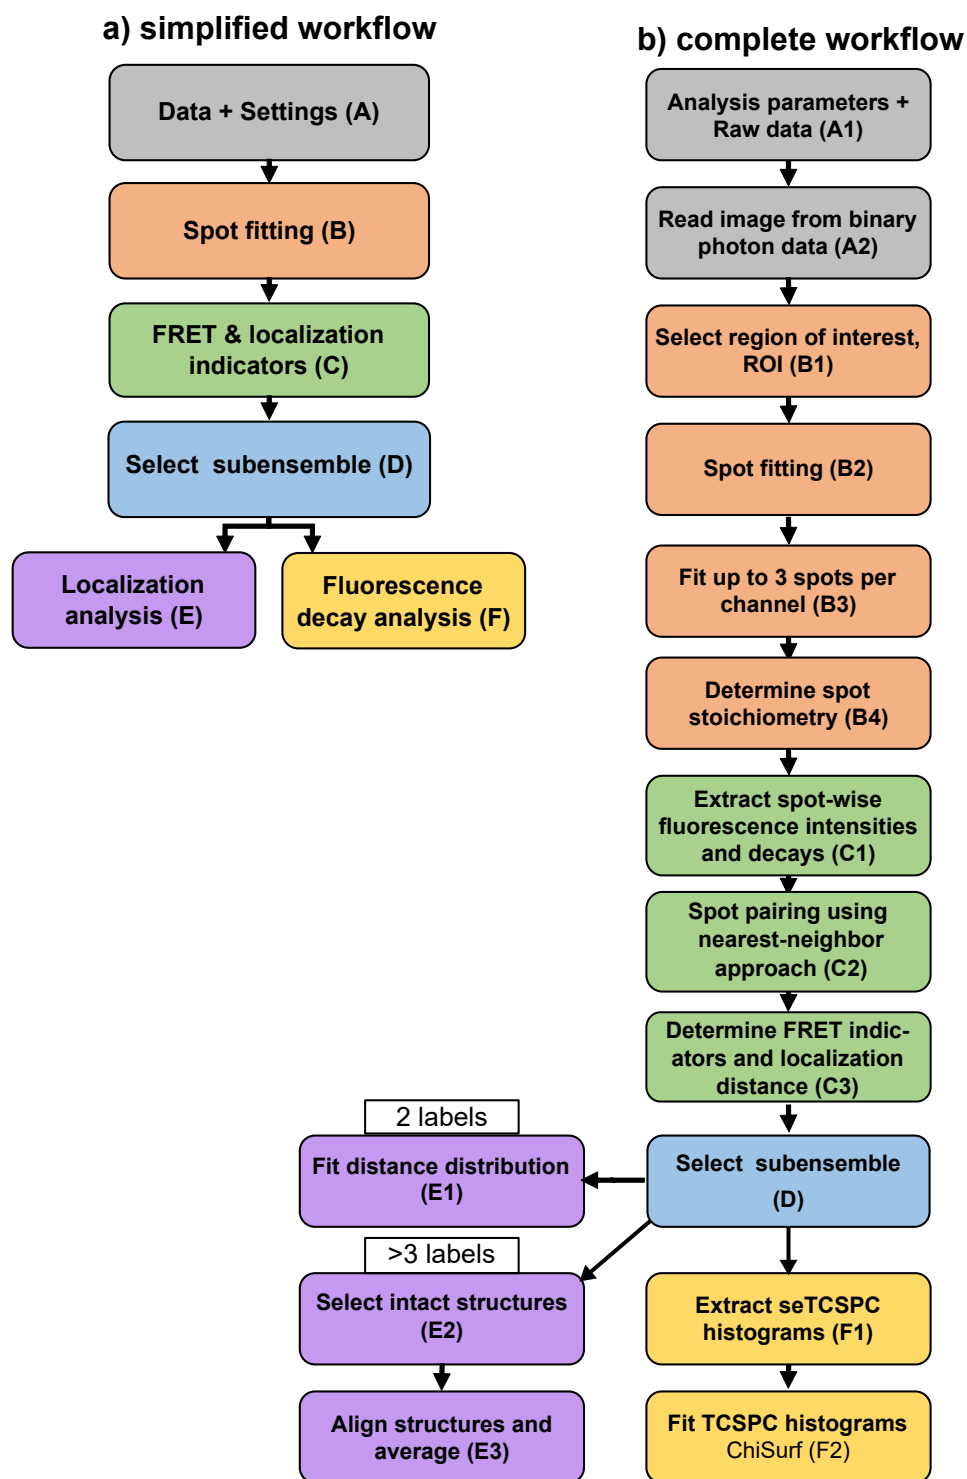 a) simplified workflow
Data + Settings (A)
Spot fitting (B)
FRET & localization
indicators (C)
Select  subensemble (D)
Localization
analysis (E)
Fluorescence
decay analysis (F)
b) complete workflow
Analysis parameters +
Raw data (A1)
Read image from binary
photon data (A2)
Select region of interest,
ROI (B1)
Spot fitting (B2)
Fit up to 3 spots per
channel (B3)
Determine spot
stoichiometry (B4)
Extract spot-wise
fluorescence intensities
and decays (C1)
Spot pairing using
nearest-neighbor
approach (C2)
Determine FRET indic-
ators and localization
distance (C3)
Select  subensemble
(D)
2 labels
Fit distance distribution
(E1)
>3 labels
Select intact structures
(E2)
Align structures and
average (E3)
Extract seTCSPC
histograms (F1)
Fit TCSPC histograms
ChiSurf (F2)